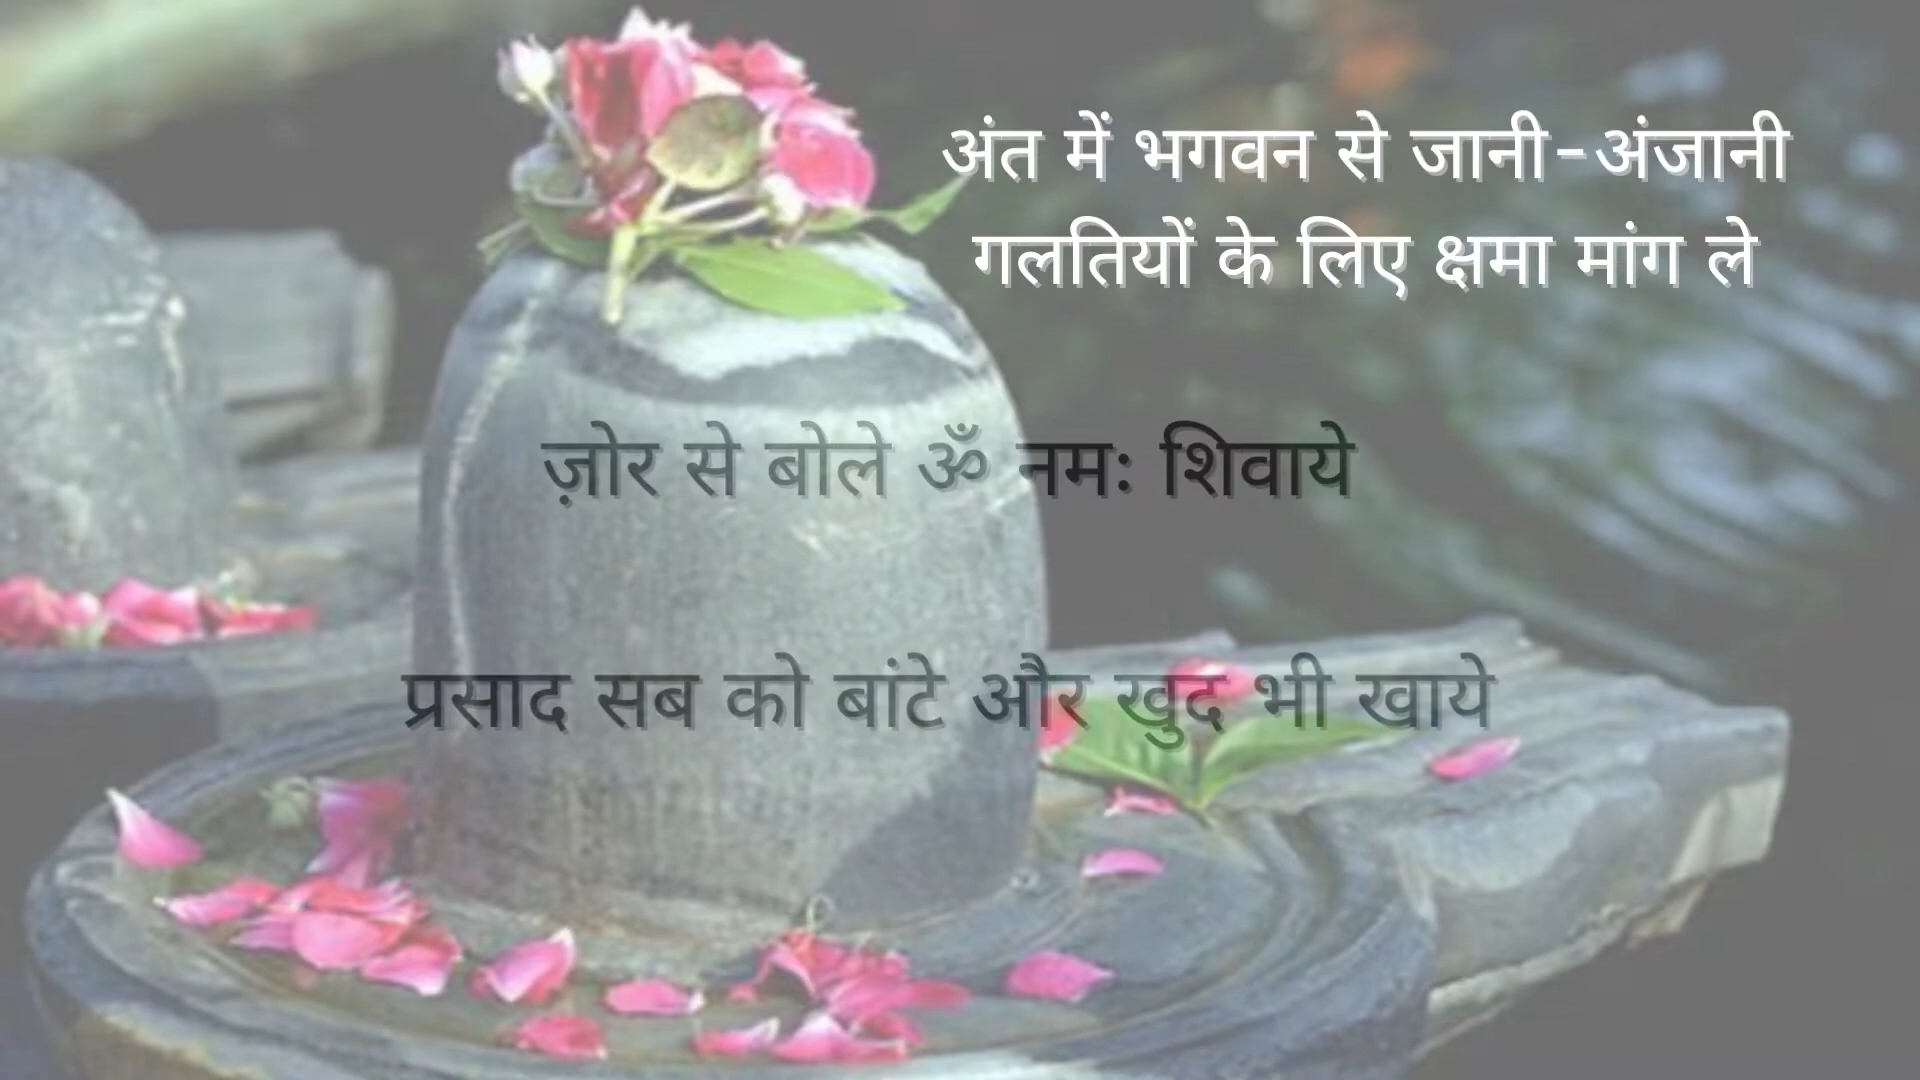 अंत में भगवन से जानी-अंजानी
गलतियों के लिए क्षमा मांग ले
ज़ोर से बोले ॐ नमः शिवाये
प्रसाद सब को बांटे और खुद भी खाये